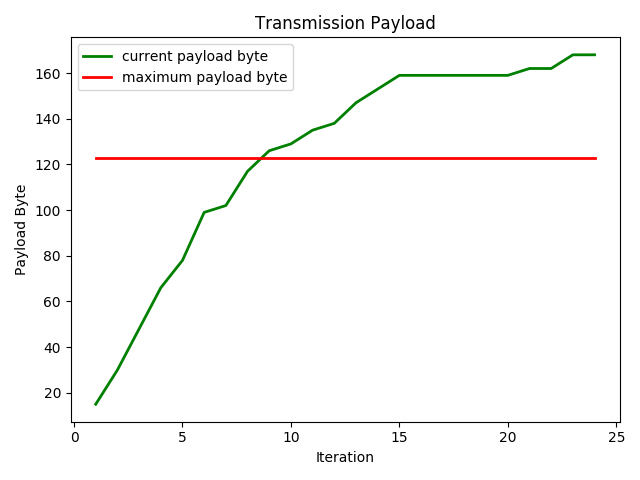 Transmission Payload
current payload byte
maximum payload byte
Payload Byte
160
140
120
100
80
60
40
20
0 5 10 15 20 25
Iteration